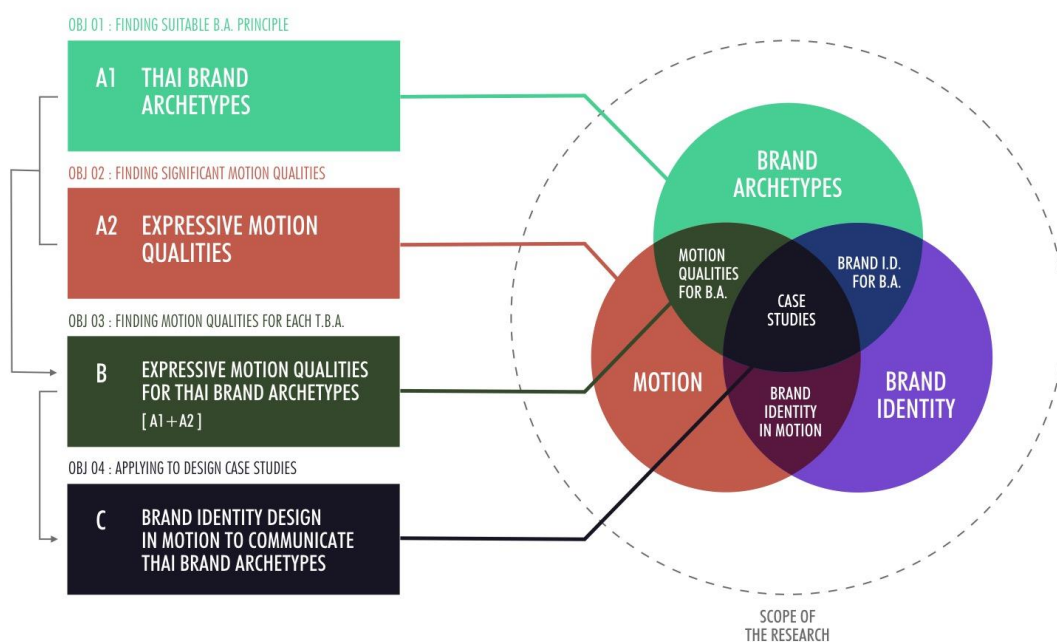 OBJ 01 : FINDING SUITABLE B.A. PRINCIPLE
A1 THAI BRAND
ARCHETYPES
OBJ 02 : FINDING SIGNIFICANT MOTION QUALITIES
A2 EXPRESSIVE MOTION
QUALITIES
OBJ 03 : FINDING MOTION QUALITIES FOR EACH T.B.A.
B EXPRESSIVE MOTION QUALITIES
FOR THAI BRAND ARCHETYPES
[ A1+A2 ]
OBJ 04 : APPLYING TO DESIGN CASE STUDIES
C BRAND IDENTITY DESIGN
IN MOTION TO COMMUNICATE
THAI BRAND ARCHETYPES
BRAND
ARCHETYPES
MOTION
QUALITIES
FOR B.A.
BRAND I.D.
FOR B.A.
CASE
STUDIES
MOTION
BRAND
IDENTITY
IN MOTION
BRAND
IDENTITY
SCOPE OF
THE RESEARCH